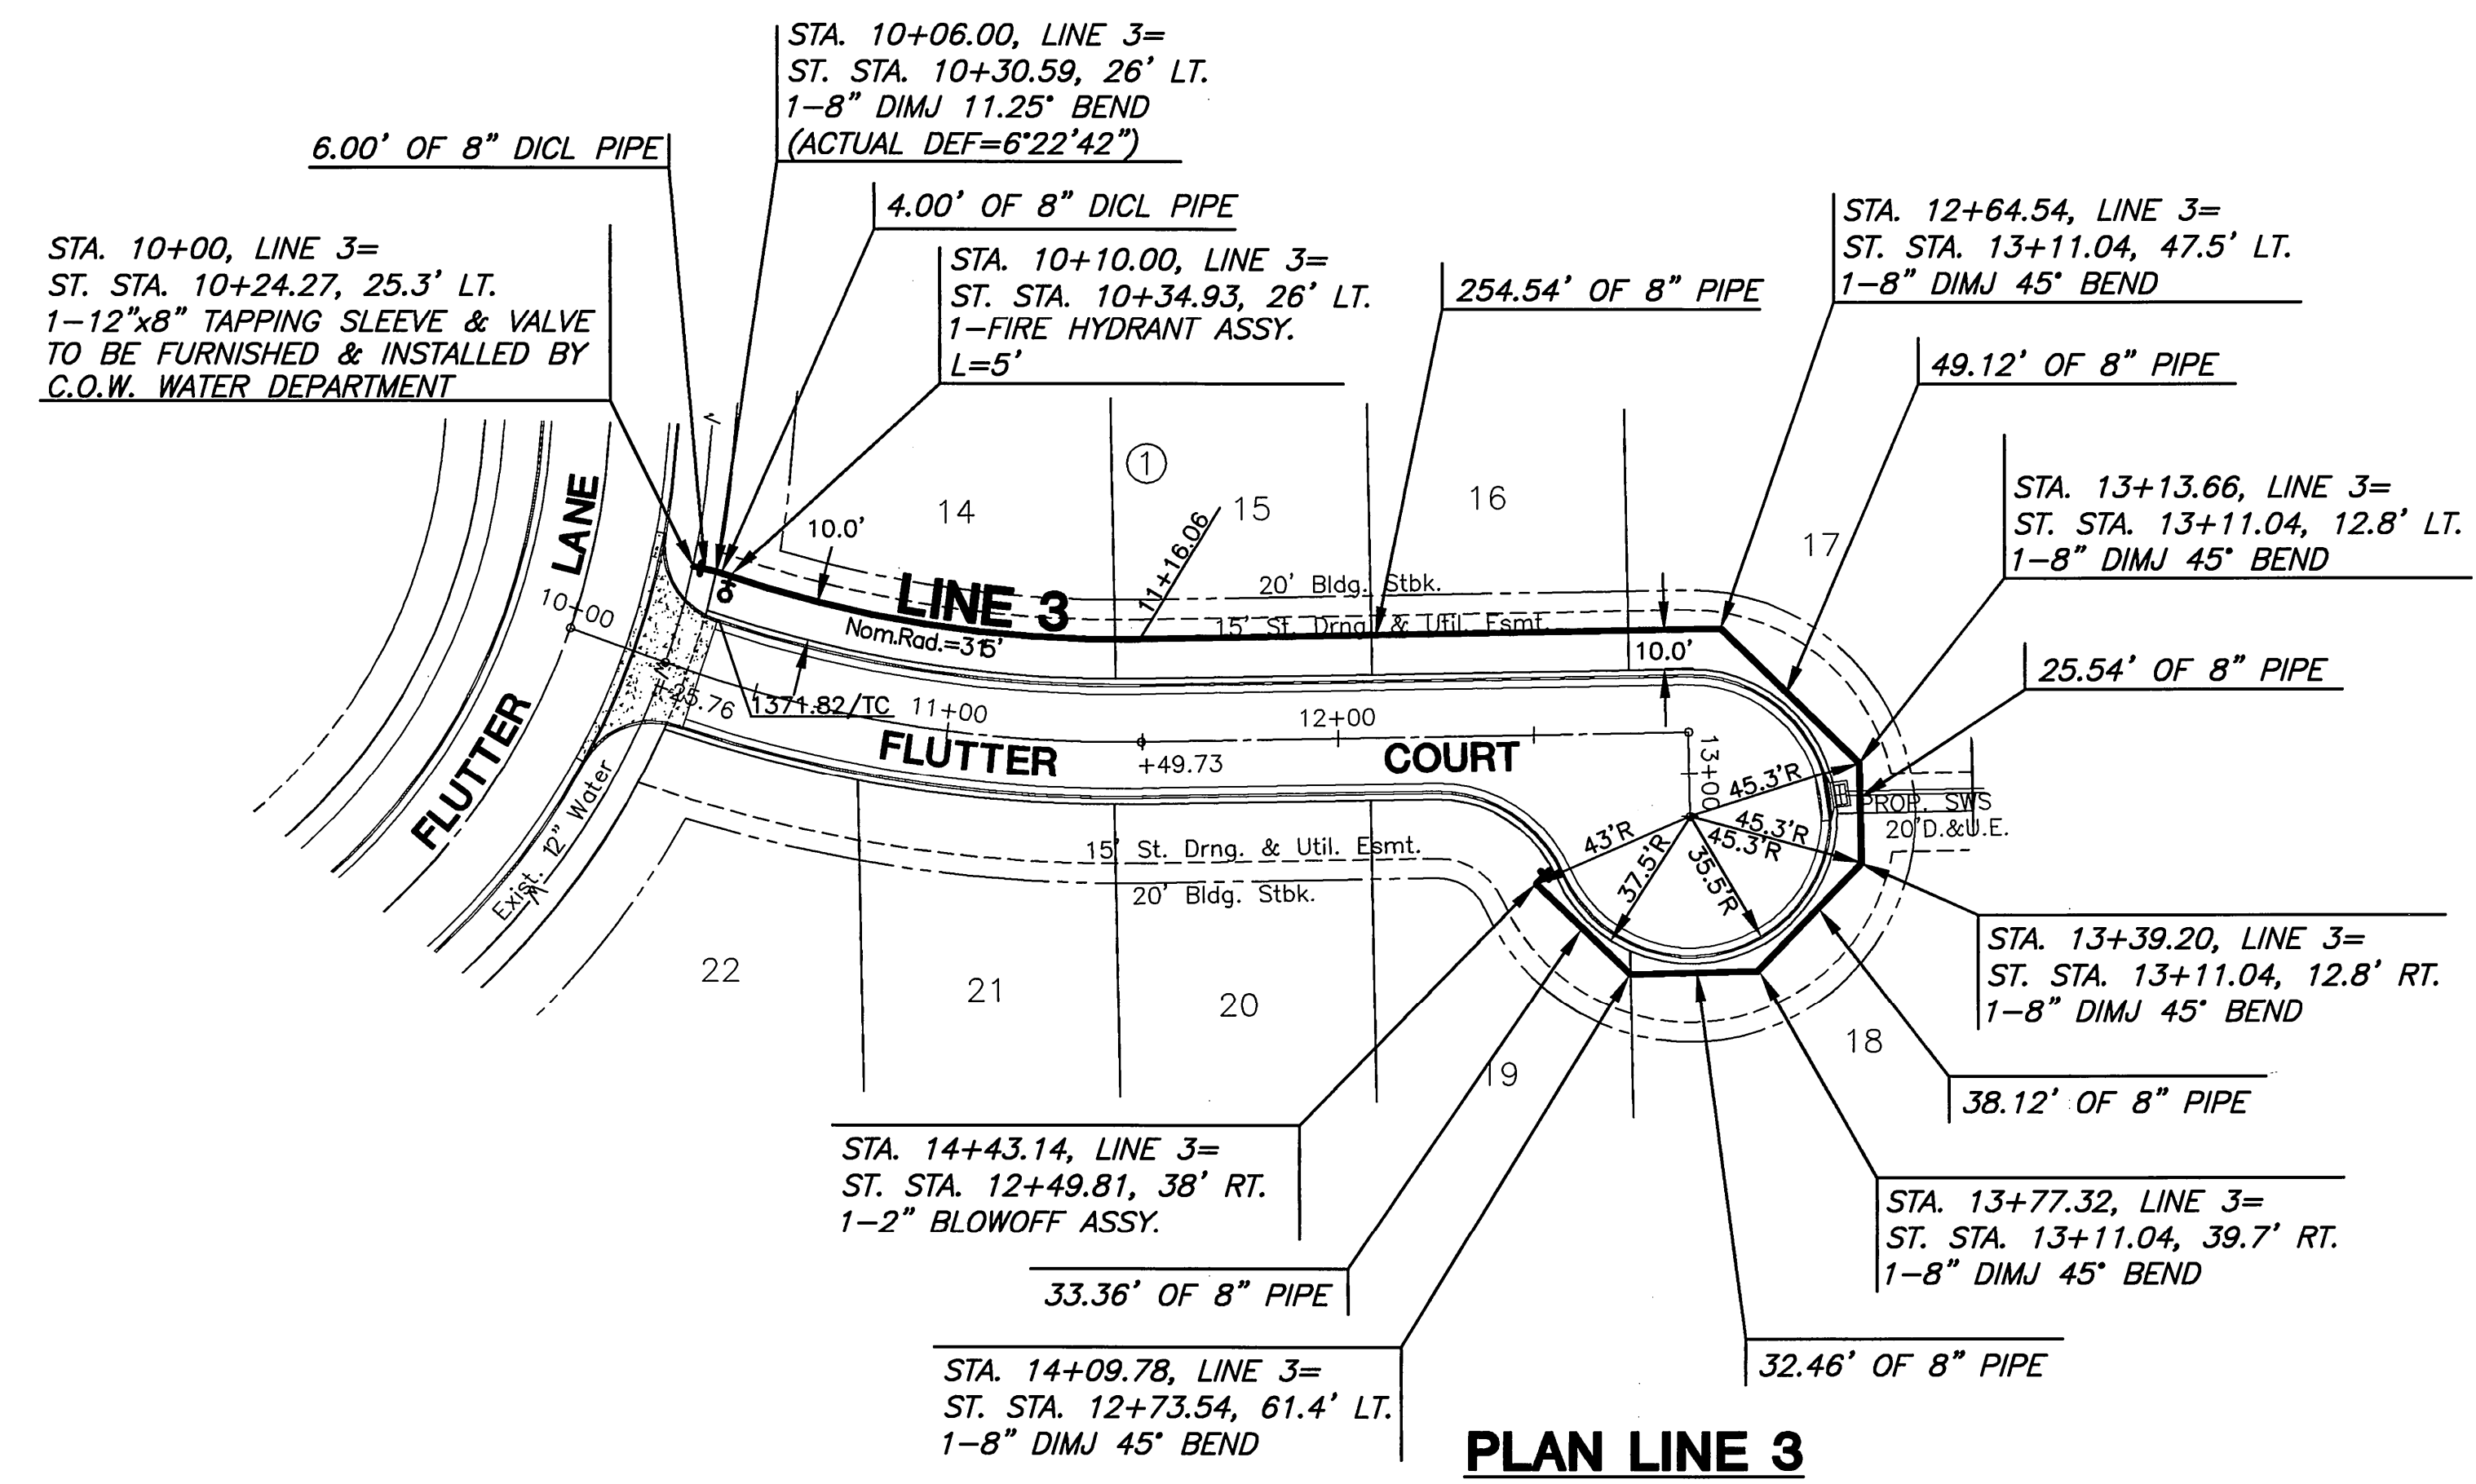 STA. 10+06.00, LINE 3=
ST. STA. 10+30.59, 26' LT.
1-8" DIMJ 11.25° BEND
(ACTUAL DEF=6°22'42")
6.00' OF 8" DICL PIPE
4.00' OF 8" DICL PIPE
STA. 10+00, LINE 3=
ST. STA. 10+24.27, 25.3' LT.
1-12"x8" TAPPING SLEEVE & VALVE
TO BE FURNISHED & INSTALLED BY
C.O.W. WATER DEPARTMENT
STA. 10+10.00, LINE 3=
ST. STA. 10+34.93, 26' LT.
1-FIRE HYDRANT ASSY.
L=5'
254.54' OF 8" PIPE
STA. 12+64.54, LINE 3=
ST. STA. 13+11.04, 47.5' LT.
1-8" DIMJ 45° BEND
49.12' OF 8" PIPE
STA. 13+13.66, LINE 3=
ST. STA. 13+11.04, 12.8' LT.
1-8" DIMJ 45° BEND
25.54' OF 8" PIPE
1
14
15
16
17
10.0'
11+16.06
LINE 3
20' Bldg. Stbk.
15' St. Drng. & Util. Esmt.
Nom.Rad.=315'
10.0'
10+00
FLUTTER LANE
+25.76
1371.82/TC
11+00
12+00
13+00
FLUTTER COURT
+49.73
45.3'R
45.3'R
45.3'R
43'R
37.5'R
35.5'R
PROP. SWS
20'D.&U.E.
Exist. 12" Water
W
W
15' St. Drng. & Util. Esmt.
20' Bldg. Stbk.
22
21
20
19
18
STA. 13+39.20, LINE 3=
ST. STA. 13+11.04, 12.8' RT.
1-8" DIMJ 45° BEND
38.12' OF 8" PIPE
STA. 14+43.14, LINE 3=
ST. STA. 12+49.81, 38' RT.
1-2" BLOWOFF ASSY.
STA. 13+77.32, LINE 3=
ST. STA. 13+11.04, 39.7' RT.
1-8" DIMJ 45° BEND
33.36' OF 8" PIPE
32.46' OF 8" PIPE
STA. 14+09.78, LINE 3=
ST. STA. 12+73.54, 61.4' LT.
1-8" DIMJ 45° BEND
PLAN LINE 3